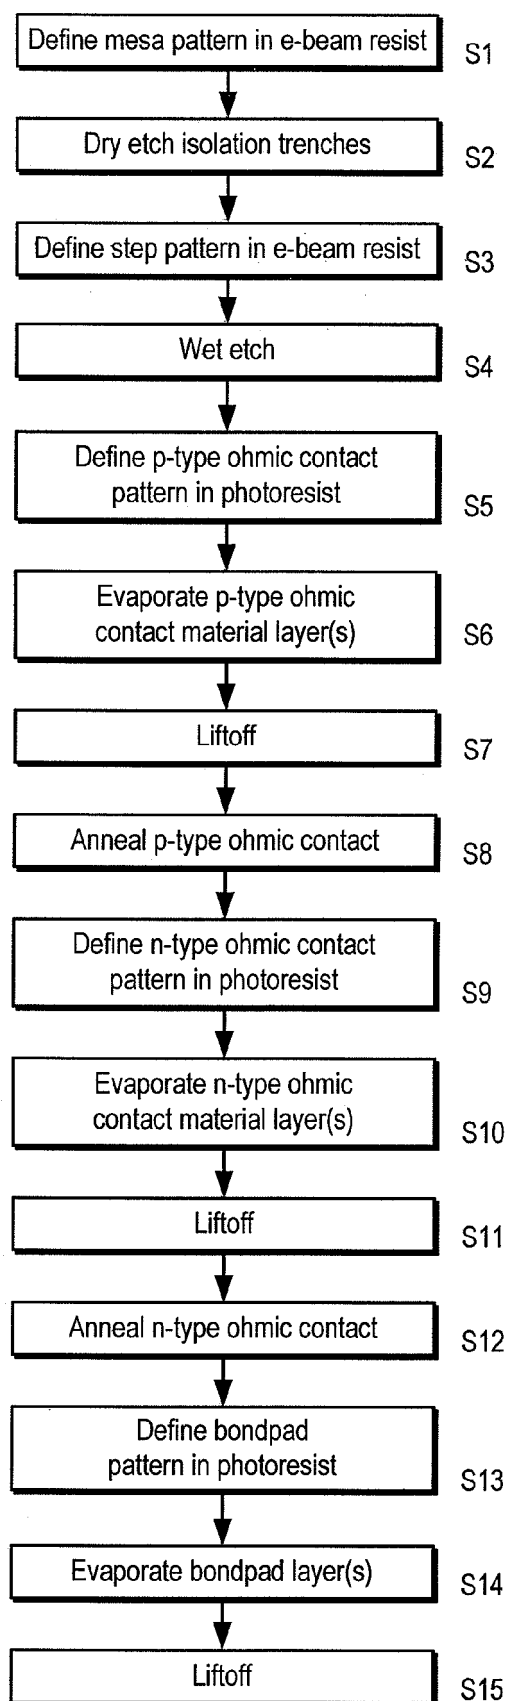 Define mesa pattern in e-beam resist
S1
Dry etch isolation trenches
S2
Define step pattern in e-beam resist
S3
Wet etch
S4
Define p-type ohmic contact
pattern in photoresist
S5
Evaporate p-type ohmic
contact material layer(s)
S6
Liftoff
S7
Anneal p-type ohmic contact
S8
Define n-type ohmic contact
pattern in photoresist
S9
Evaporate n-type ohmic
contact material layer(s)
S10
Liftoff
S11
Anneal n-type ohmic contact
S12
Define bondpad
pattern in photoresist
S13
Evaporate bondpad layer(s)
S14
Liftoff
S15